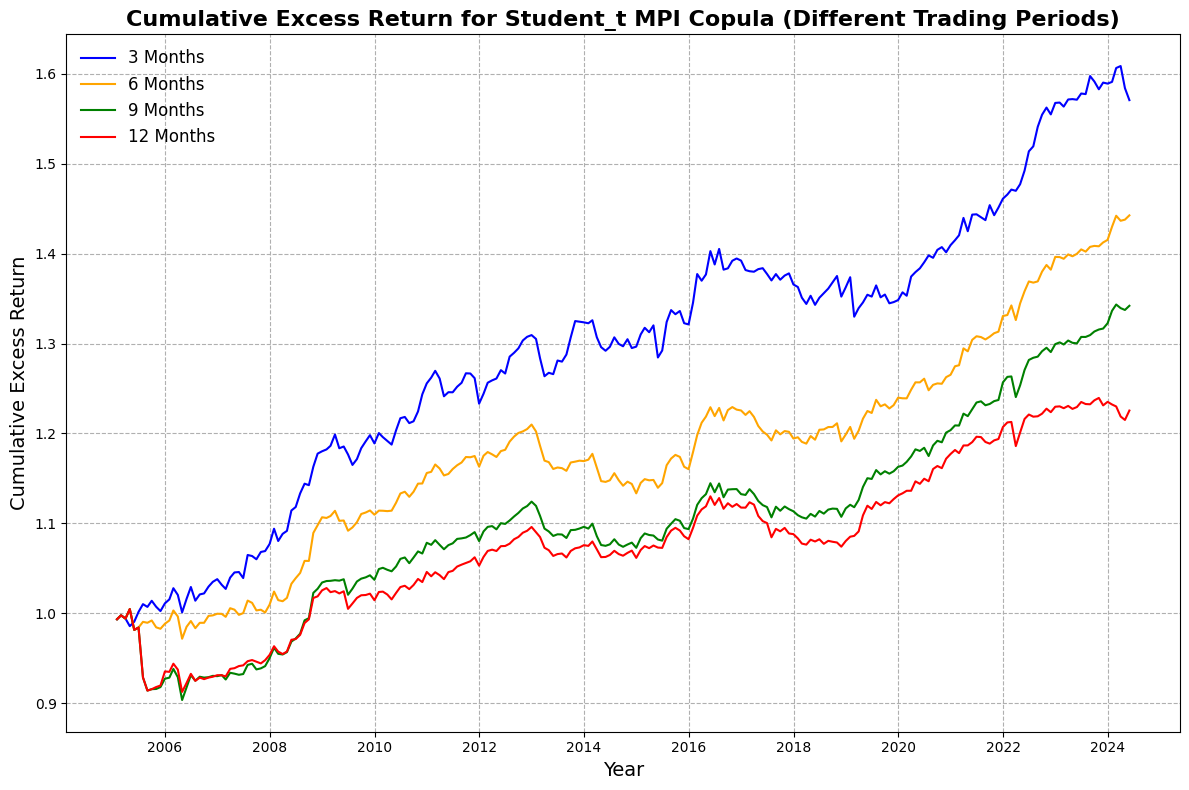 Cumulative Excess Return for Student_t MPI Copula (Different Trading Periods)
3 Months
6 Months
9 Months
12 Months
Cumulative Excess Return
1.6
1.5
1.4
1.3
1.2
1.1
1.0
0.9
2006 2008 2010 2012 2014 2016 2018 2020 2022 2024
Year